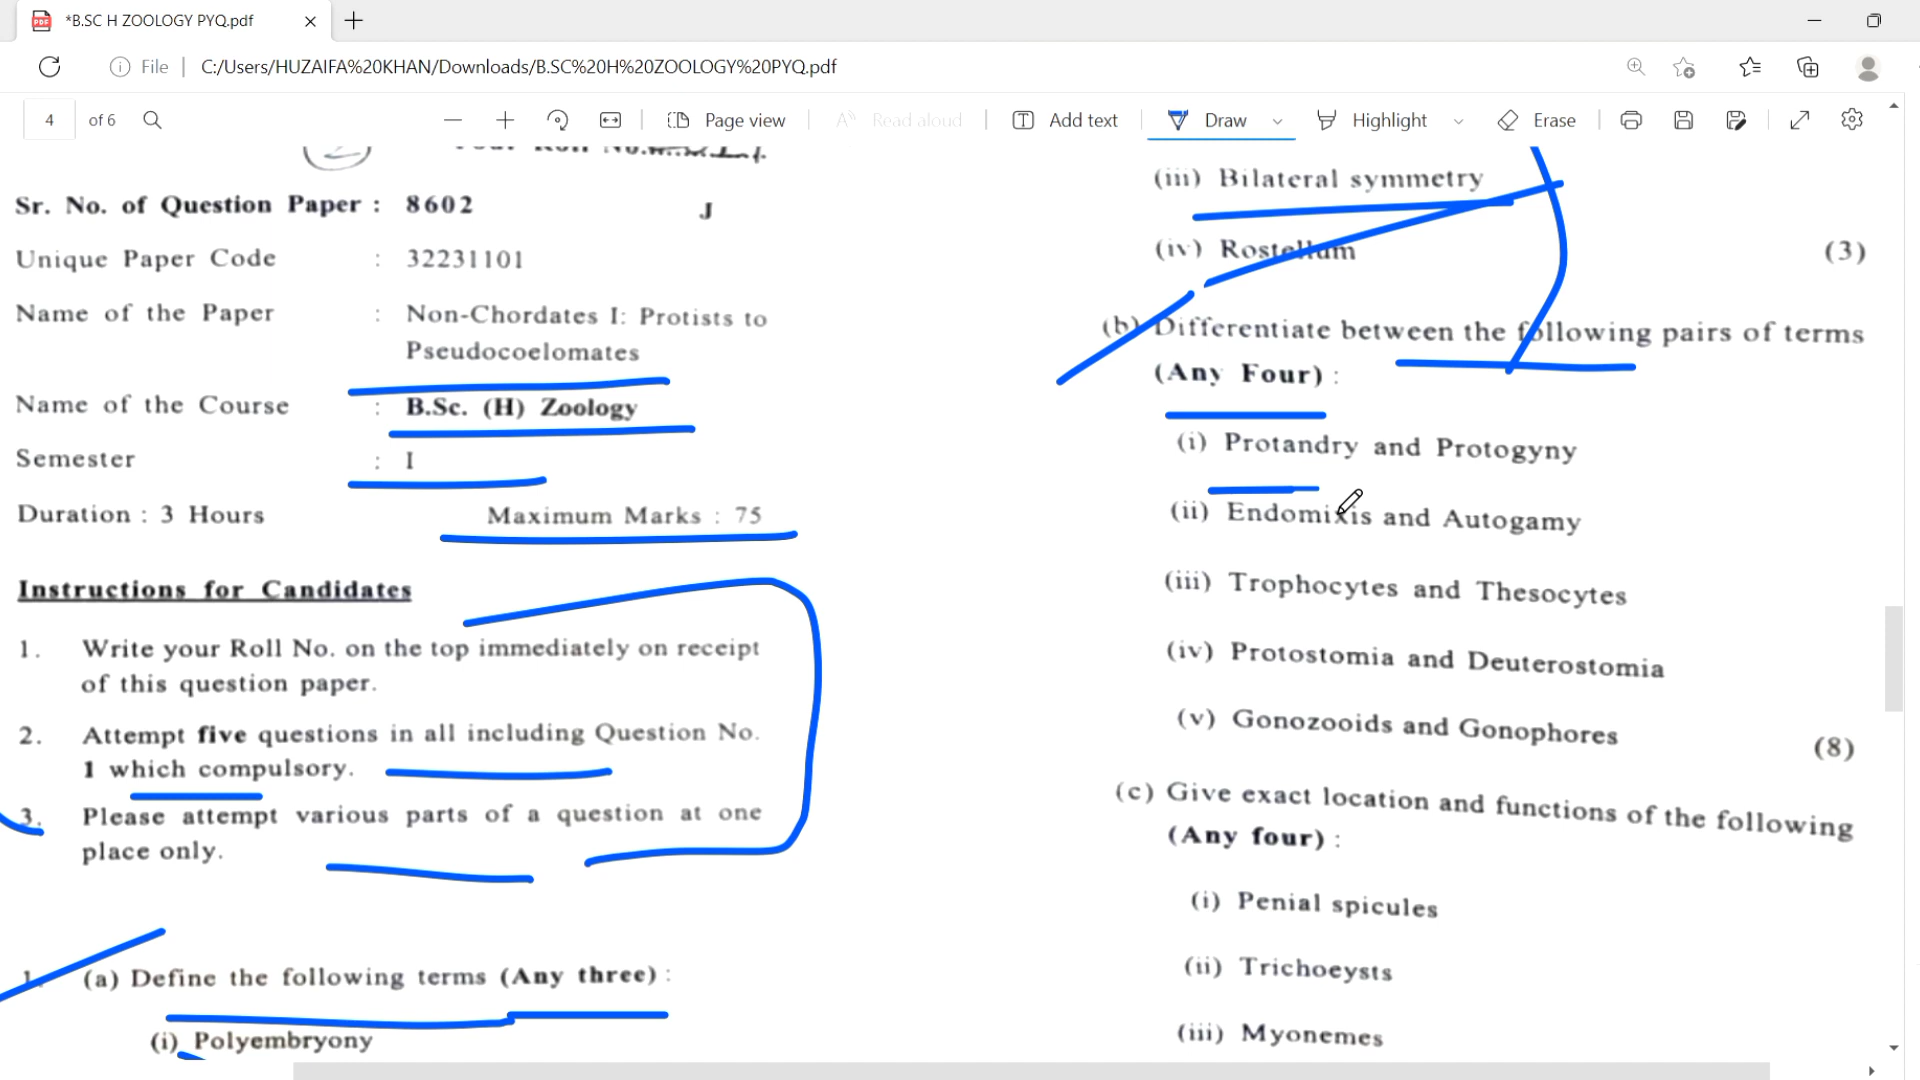 *B.SC H ZOOLOGY PYQ.pdf
File
C:/Users/HUZAIFA%20KHAN/Downloads/B.SC%20H%20ZOOLOGY%20PYQ.pdf
4 of 6
Page view
Read aloud
Add text
Draw
Highlight
Erase
Roll No.
Sr. No. of Question Paper : 8602 J
Unique Paper Code : 32231101
Name of the Paper : Non-Chordates I: Protists to
Pseudocoelomates
Name of the Course : B.Sc. (H) Zoology
Semester : I
Duration : 3 Hours Maximum Marks : 75
Instructions for Candidates
1. Write your Roll No. on the top immediately on receipt
of this question paper.
2. Attempt five questions in all including Question No.
1 which compulsory.
3. Please attempt various parts of a question at one
place only.
1. (a) Define the following terms (Any three) :
(i) Polyembryony
(iii) Bilateral symmetry
(iv) Rostellum (3)
(b) Differentiate between the following pairs of terms
(Any Four) :
(i) Protandry and Protogyny
(ii) Endomixis and Autogamy
(iii) Trophocytes and Thesocytes
(iv) Protostomia and Deuterostomia
(v) Gonozooids and Gonophores (8)
(c) Give exact location and functions of the following
(Any four) :
(i) Penial spicules
(ii) Trichoeysts
(iii) Myonemes